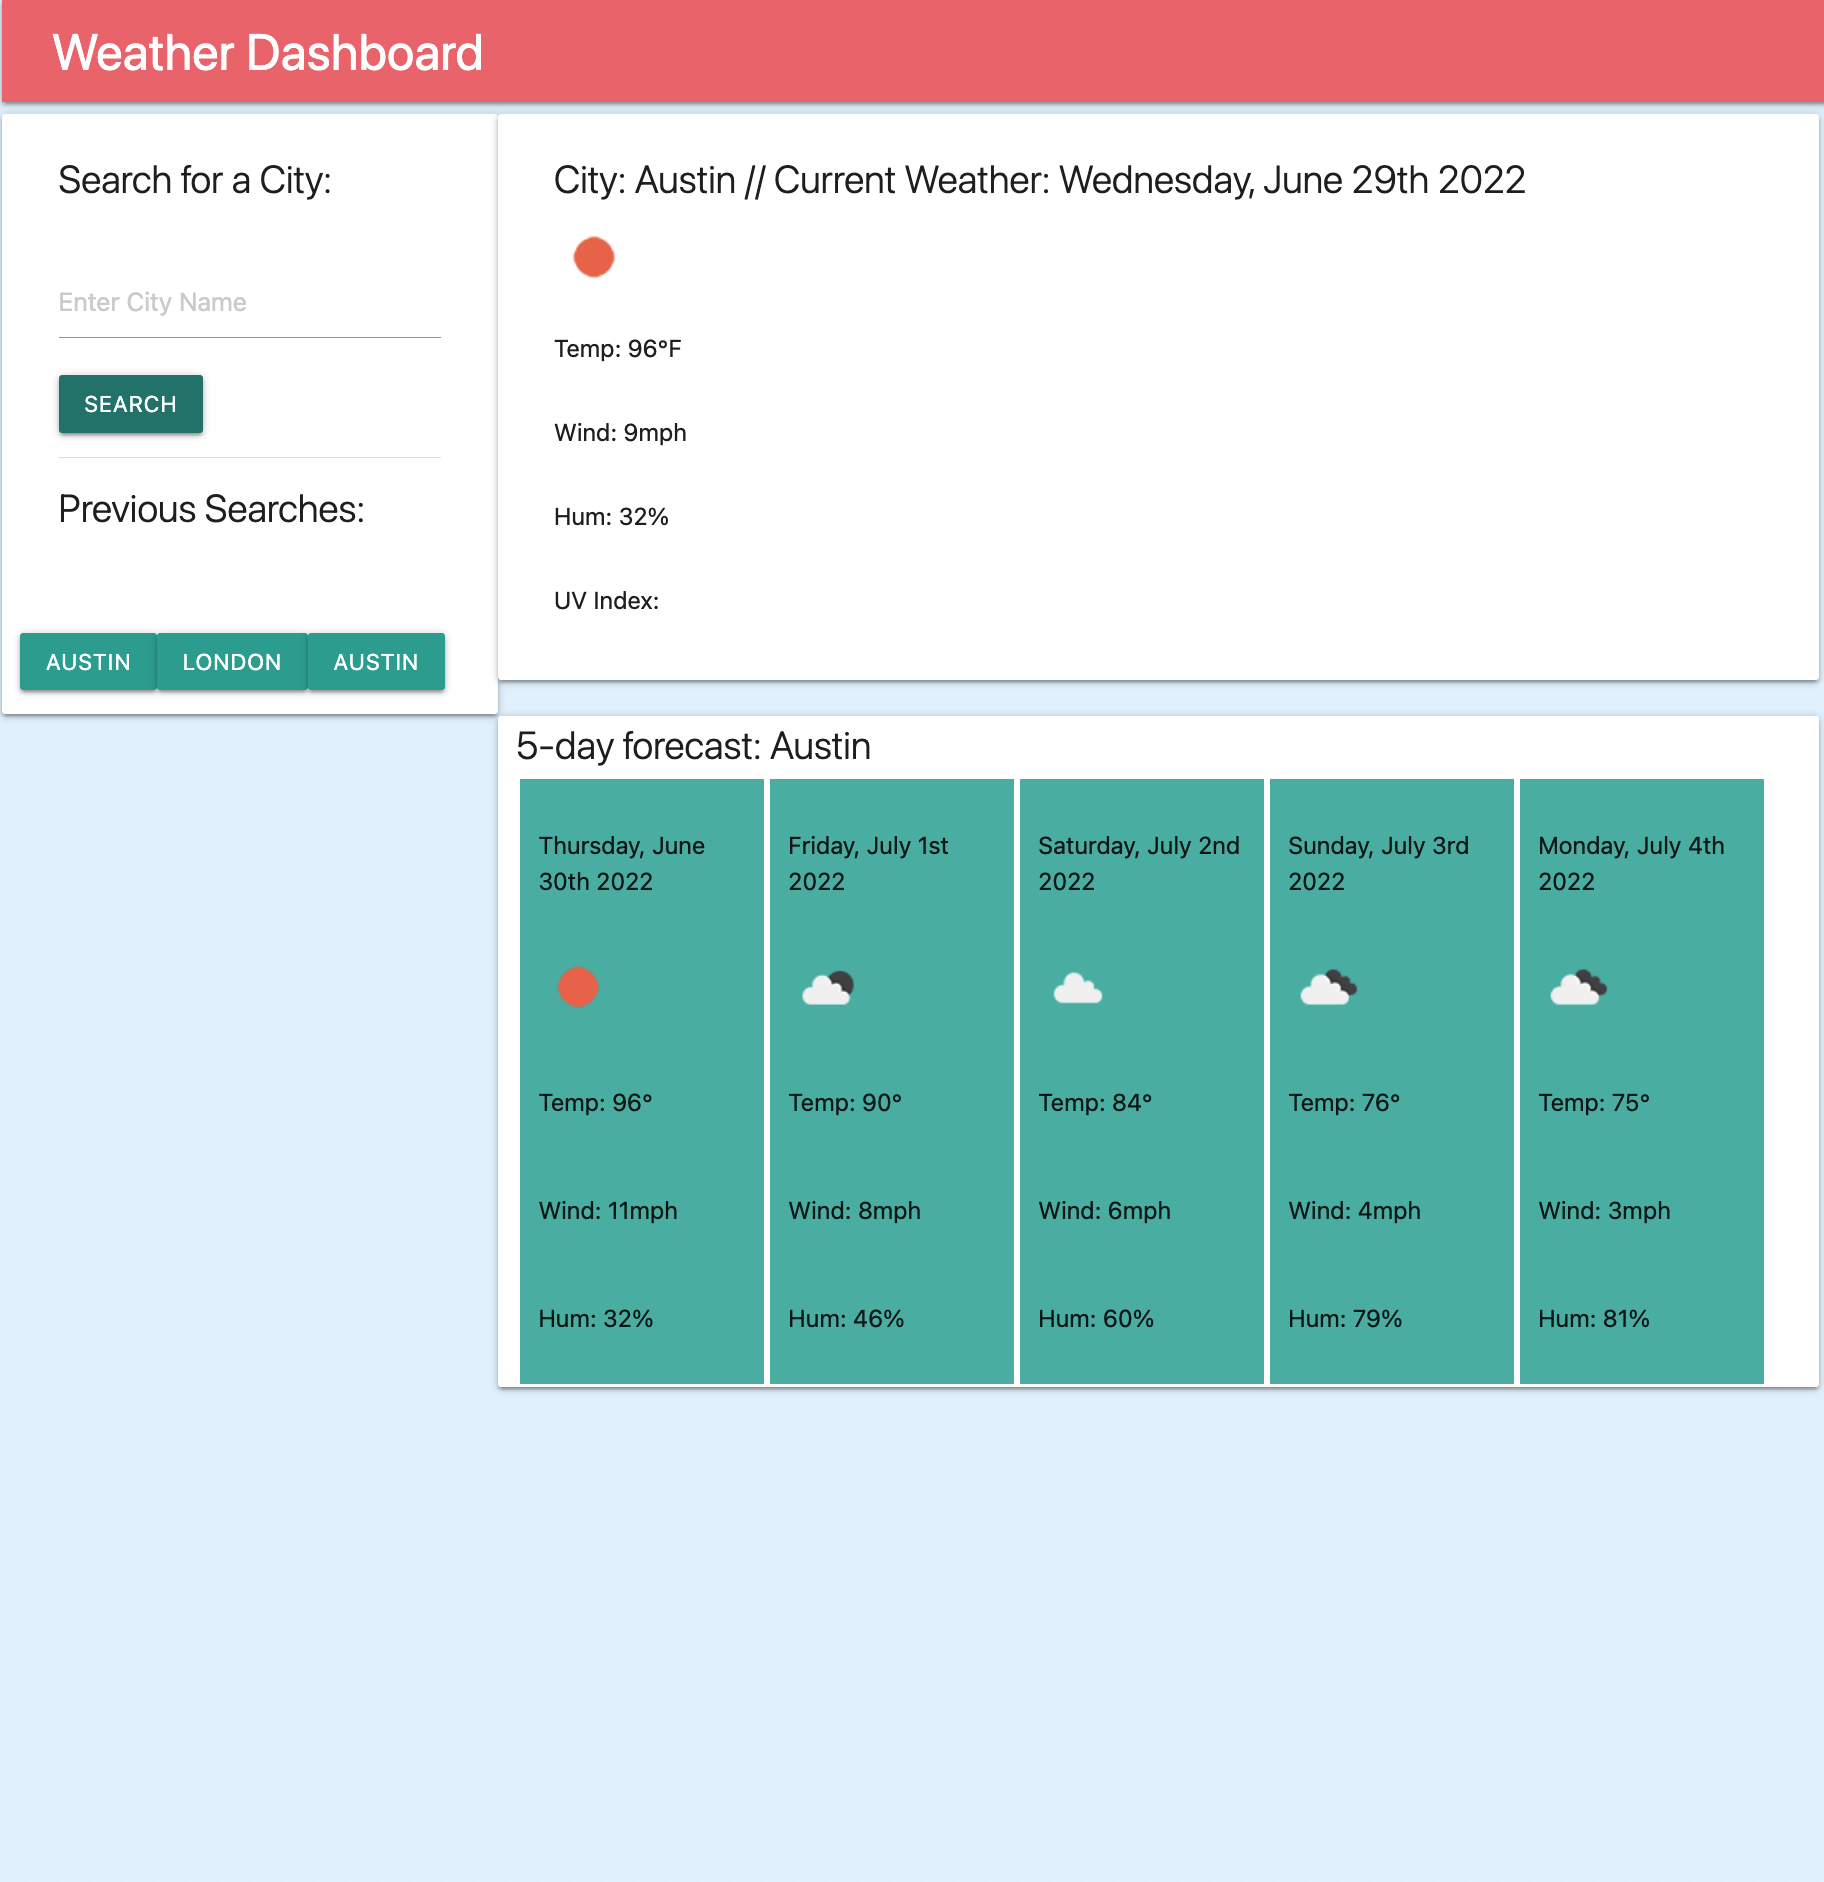 Weather Dashboard
Search for a City:
Enter City Name
SEARCH
Previous Searches:
AUSTIN LONDON AUSTIN
City: Austin // Current Weather: Wednesday, June 29th 2022
Temp: 96°F
Wind: 9mph
Hum: 32%
UV Index:
5-day forecast: Austin
Thursday, June
30th 2022
Temp: 96°
Wind: 11mph
Hum: 32%
Friday, July 1st
2022
Temp: 90°
Wind: 8mph
Hum: 46%
Saturday, July 2nd
2022
Temp: 84°
Wind: 6mph
Hum: 60%
Sunday, July 3rd
2022
Temp: 76°
Wind: 4mph
Hum: 79%
Monday, July 4th
2022
Temp: 75°
Wind: 3mph
Hum: 81%